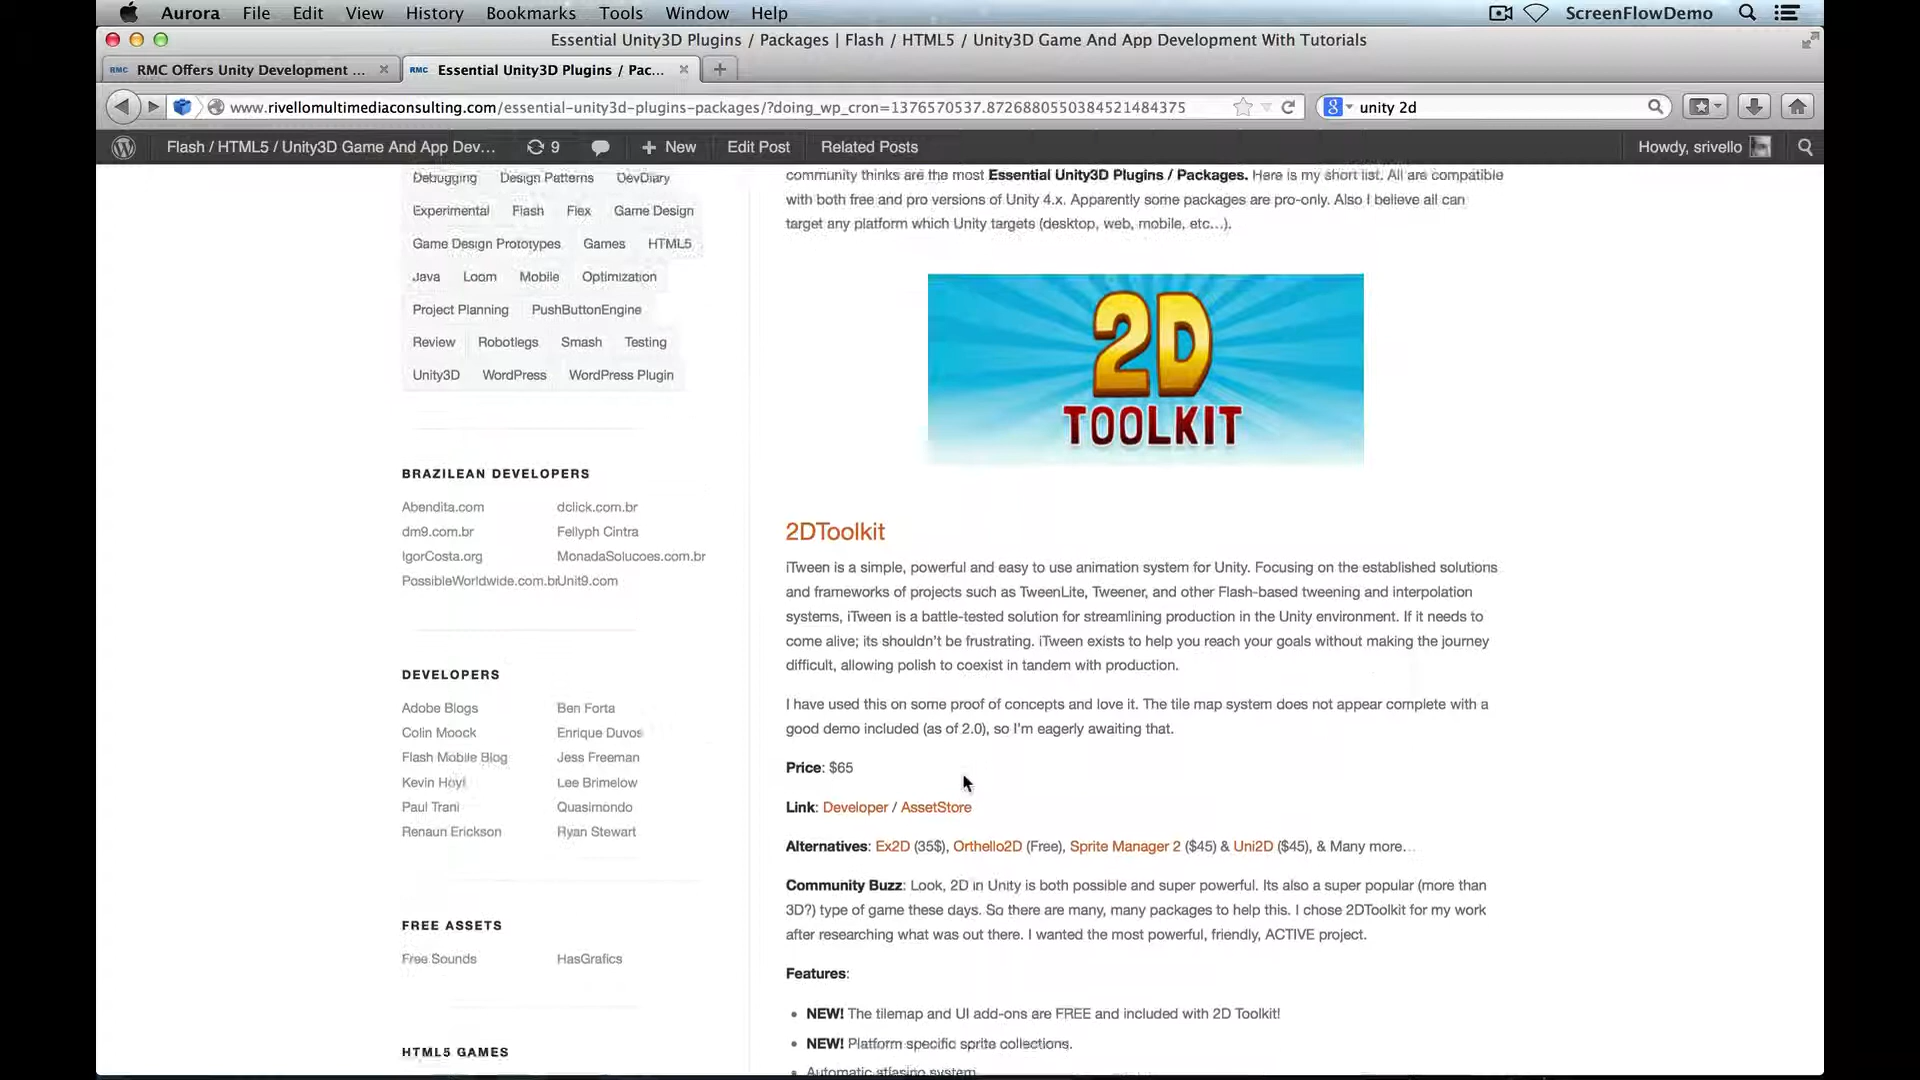 Aurora File Edit View History Bookmarks Tools Window Help ScreenFlowDemo
Essential Unity3D Plugins / Packages | Flash / HTML5 / Unity3D Game And App Development With Tutorials
RMC RMC Offers Unity Development ... RMC Essential Unity3D Plugins / Pac...
www.rivellomultimediaconsulting.com/essential-unity3d-plugins-packages/?doing_wp_cron=1376570537.8726880550384521484375 unity 2d
Flash / HTML5 / Unity3D Game And App Dev... 9 New Edit Post Related Posts Howdy, srivello
Debugging Design Patterns DevDiary
Experimental Flash Flex Game Design
Game Design Prototypes Games HTML5
Java Loom Mobile Optimization
Project Planning PushButtonEngine
Review Robotlegs Smash Testing
Unity3D WordPress WordPress Plugin
BRAZILEAN DEVELOPERS
Abendita.com dclick.com.br
dm9.com.br Fellyph Cintra
IgorCosta.org MonadaSolucoes.com.br
PossibleWorldwide.com.br Unit9.com
DEVELOPERS
Adobe Blogs Ben Forta
Colin Moock Enrique Duvos
Flash Mobile Blog Jess Freeman
Kevin Hoyt Lee Brimelow
Paul Trani Quasimondo
Renaun Erickson Ryan Stewart
FREE ASSETS
Free Sounds HasGrafics
HTML5 GAMES
community thinks are the most Essential Unity3D Plugins / Packages. Here is my short list. All are compatible
with both free and pro versions of Unity 4.x. Apparently some packages are pro-only. Also I believe all can
target any platform which Unity targets (desktop, web, mobile, etc...).
2D
TOOLKIT
2DToolkit
iTween is a simple, powerful and easy to use animation system for Unity. Focusing on the established solutions
and frameworks of projects such as TweenLite, Tweener, and other Flash-based tweening and interpolation
systems, iTween is a battle-tested solution for streamlining production in the Unity environment. If it needs to
come alive; its shouldn't be frustrating. iTween exists to help you reach your goals without making the journey
difficult, allowing polish to coexist in tandem with production.
I have used this on some proof of concepts and love it. The tile map system does not appear complete with a
good demo included (as of 2.0), so I'm eagerly awaiting that.
Price: $65
Link: Developer / AssetStore
Alternatives: Ex2D (35$), Orthello2D (Free), Sprite Manager 2 ($45) & Uni2D ($45), & Many more...
Community Buzz: Look, 2D in Unity is both possible and super powerful. Its also a super popular (more than
3D?) type of game these days. So there are many, many packages to help this. I chose 2DToolkit for my work
after researching what was out there. I wanted the most powerful, friendly, ACTIVE project.
Features:
• NEW! The tilemap and UI add-ons are FREE and included with 2D Toolkit!
• NEW! Platform specific sprite collections.
• Automatic atlasing system